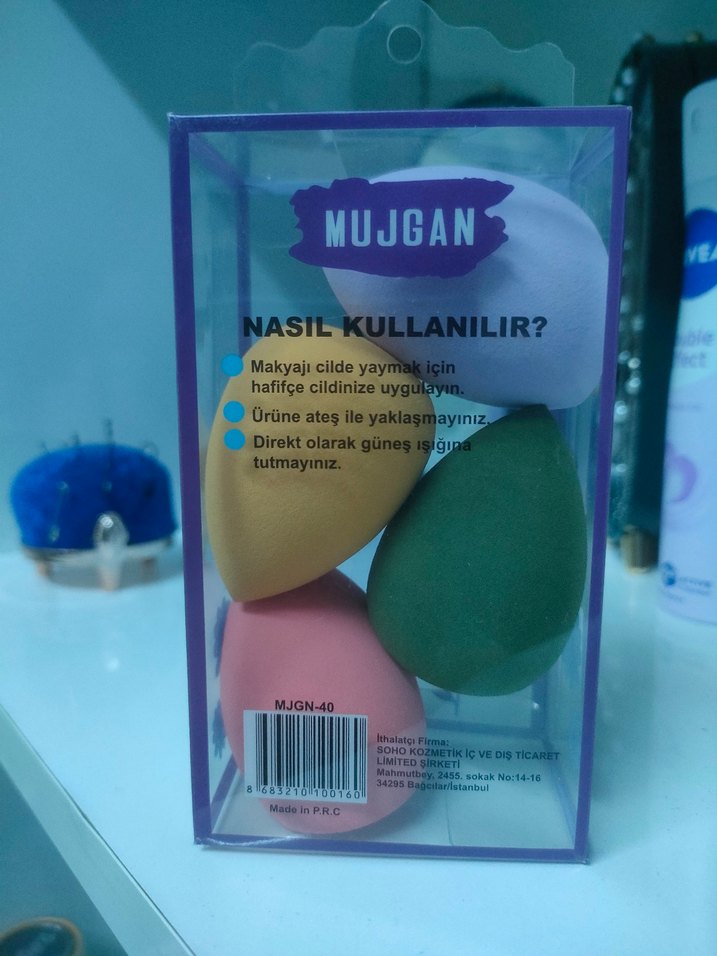 MUJGAN
NASIL KULLANILIR?
Makyajı cilde yaymak için
hafifçe cildinize uygulayın.
Ürüne ateş ile yaklaşmayınız.
Direkt olarak güneş ışığına
tutmayınız.
MJGN-40
8 683210 100160
Made in P.R.C
İthalatçı Firma:
SOHO KOZMETİK İÇ VE DIŞ TİCARET
LİMİTED ŞİRKETİ
Mahmutbey, 2455. sokak No:14-16
34295 Bağcılar/İstanbul